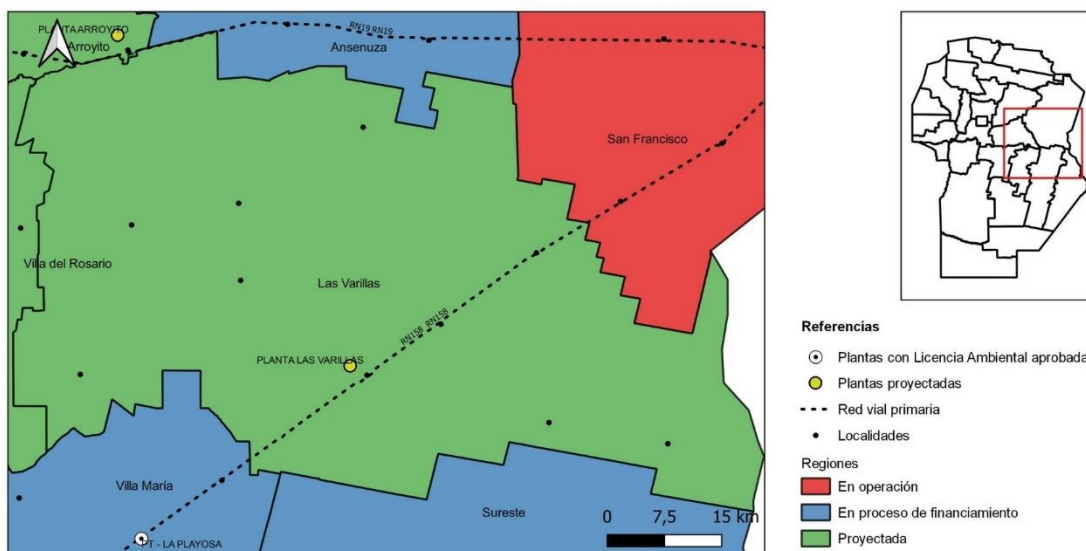 PLANTA ARROYITO
Arroyito
RN19 RN19
Ansenuza
San Francisco
Villa del Rosario
Las Varillas
RN158 RN158
PLANTA LAS VARILLAS
Villa María
Sureste
PT - LA PLAYOSA
0 7,5 15 km
Referencias
Plantas con Licencia Ambiental aprobada
Plantas proyectadas
Red vial primaria
Localidades
Regiones
En operación
En proceso de financiamiento
Proyectada